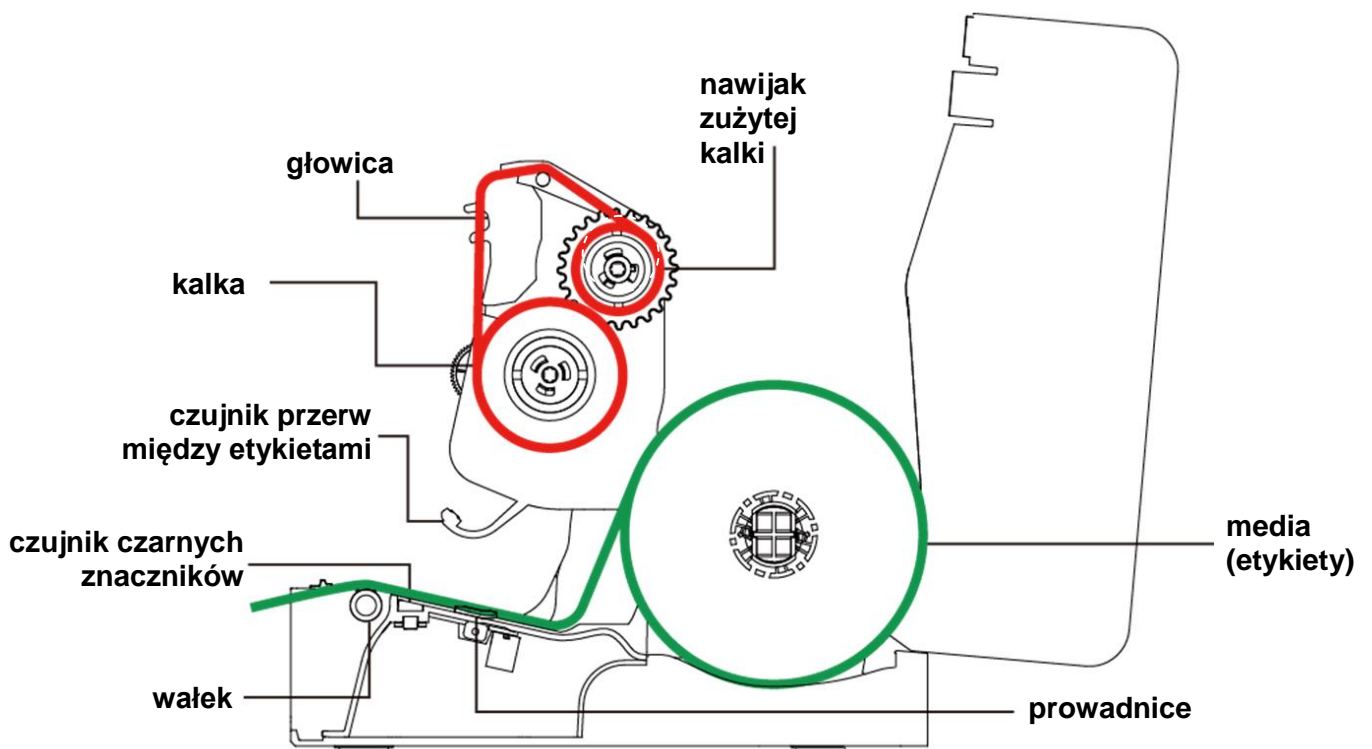 nawijak
zużytej
kalki
głowica
kalka
czujnik przerw
między etykietami
czujnik czarnych
znaczników
media
(etykiety)
wałek
prowadnice